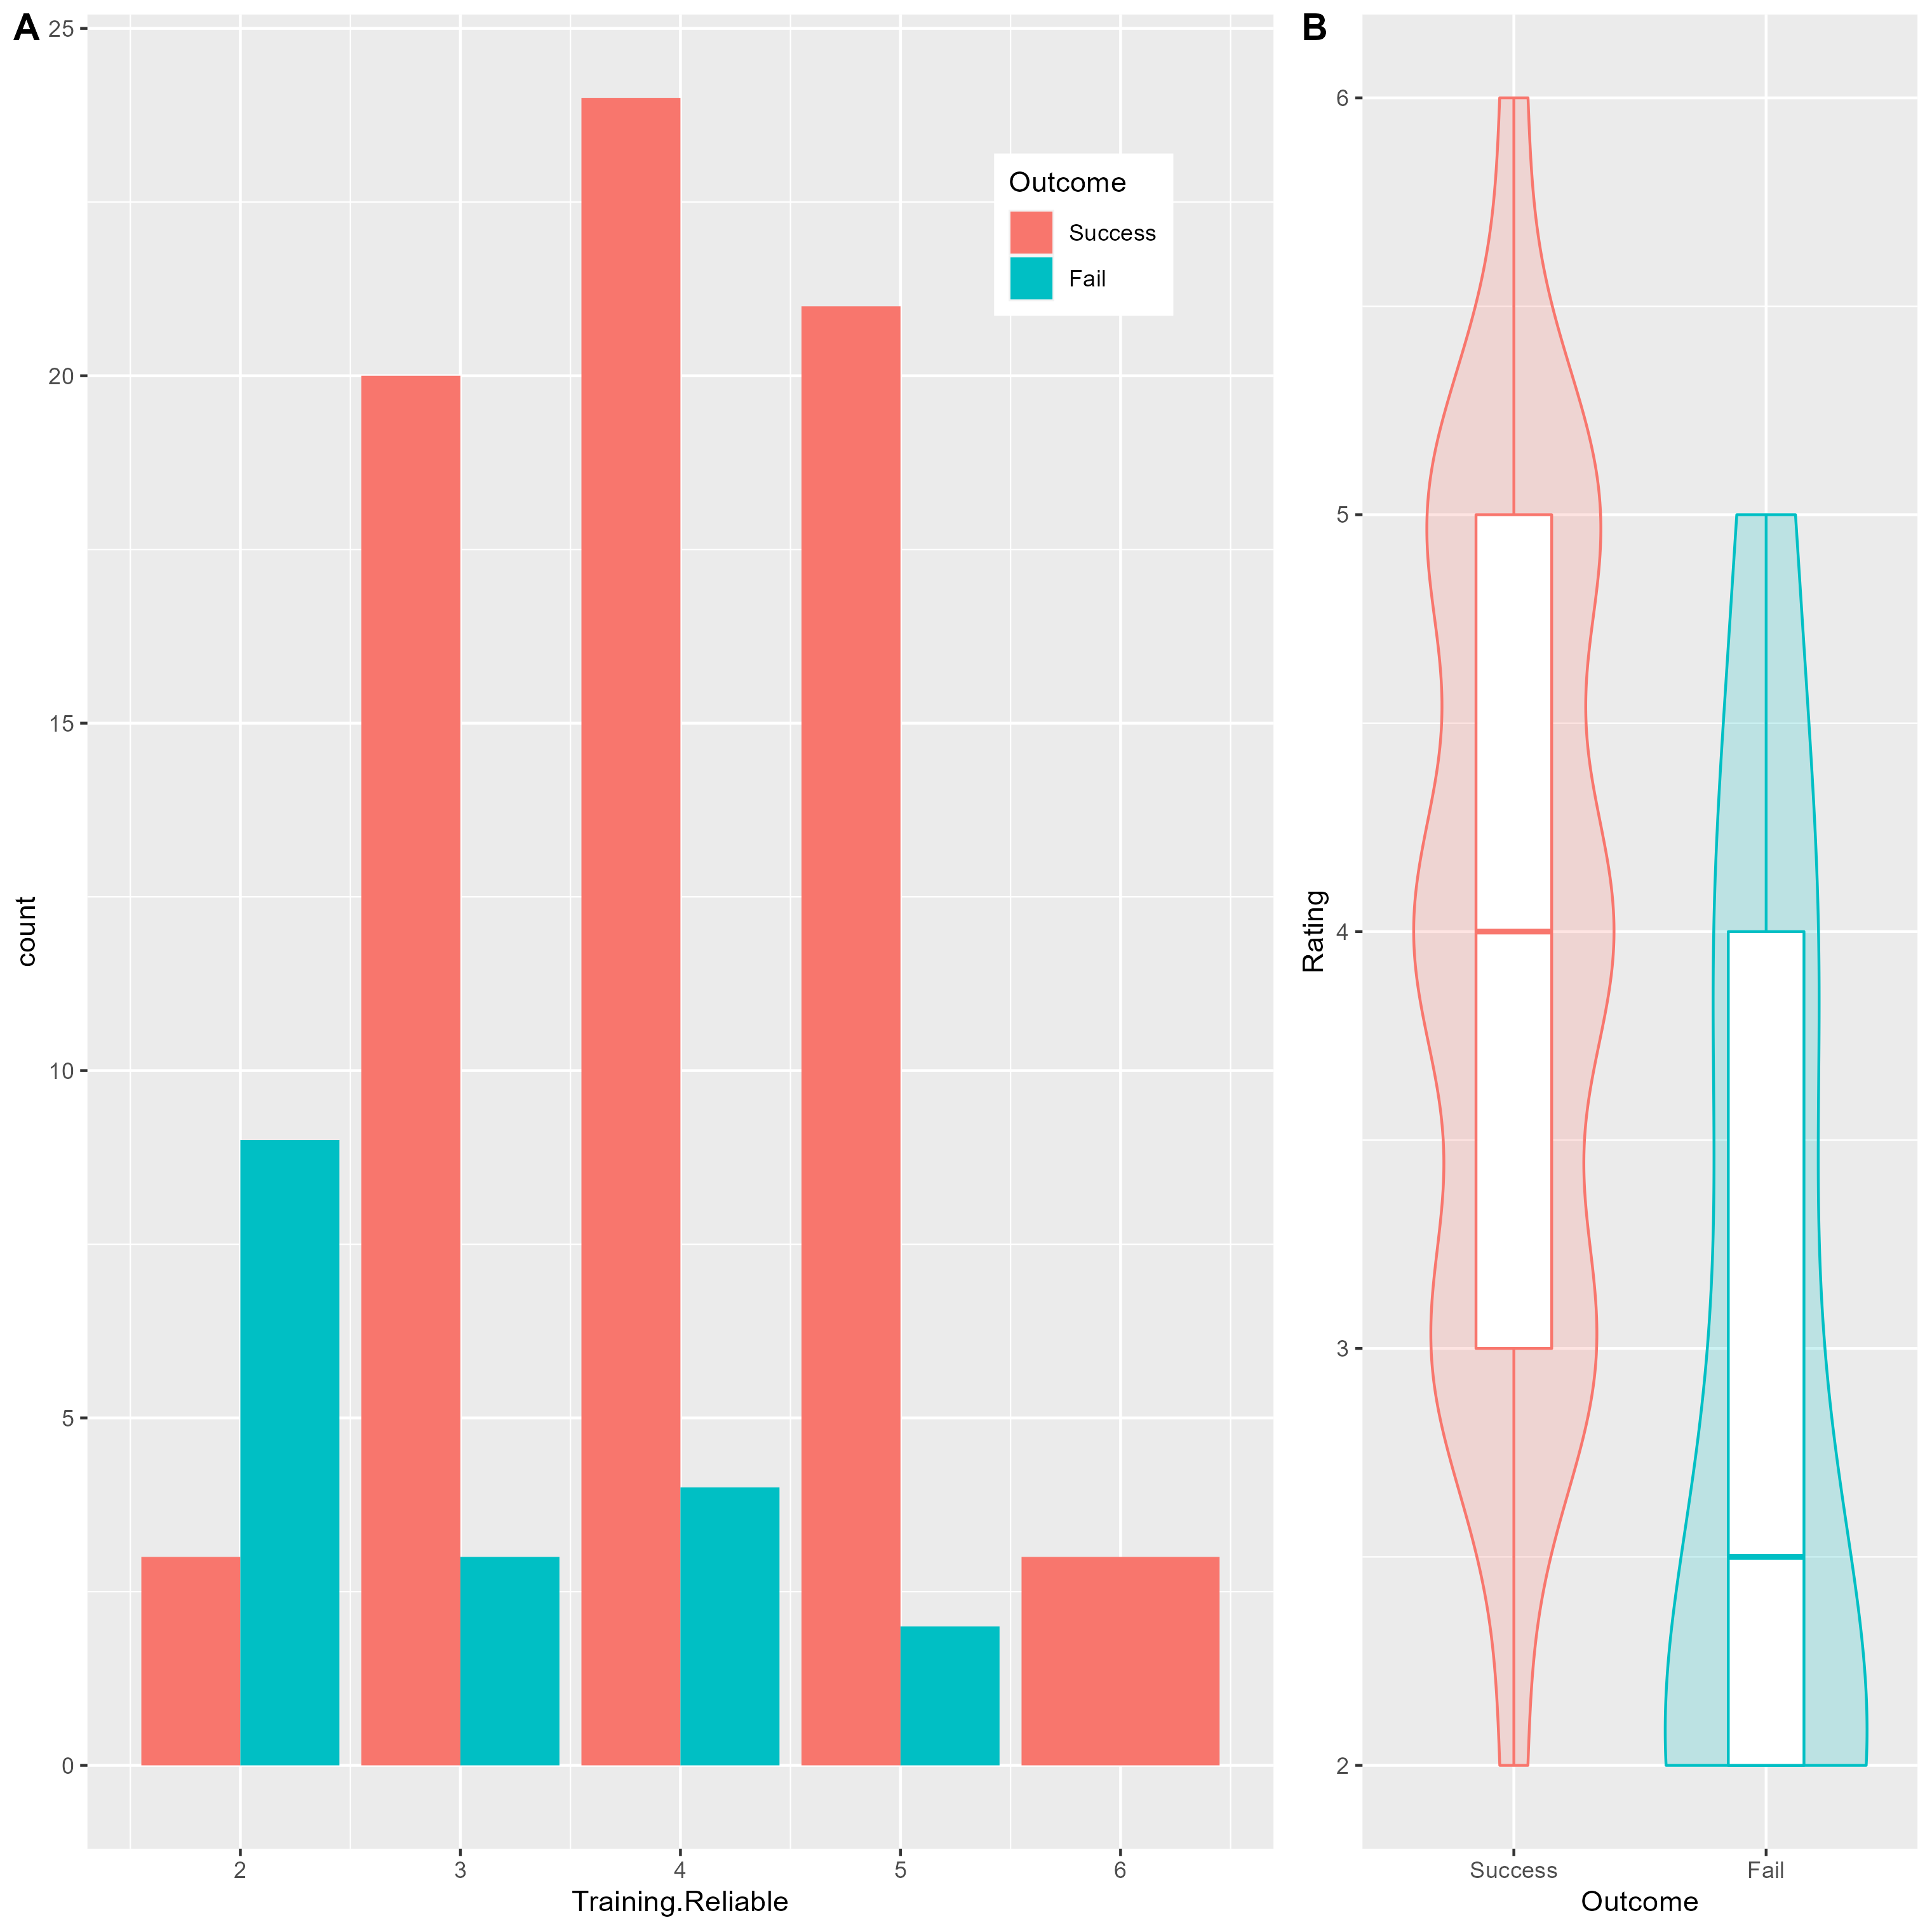 A
25
20
15
10
5
0
count
2 3 4 5 6
Training.Reliable
Outcome
Success
Fail
B
6
5
4
3
2
Rating
Success Fail
Outcome